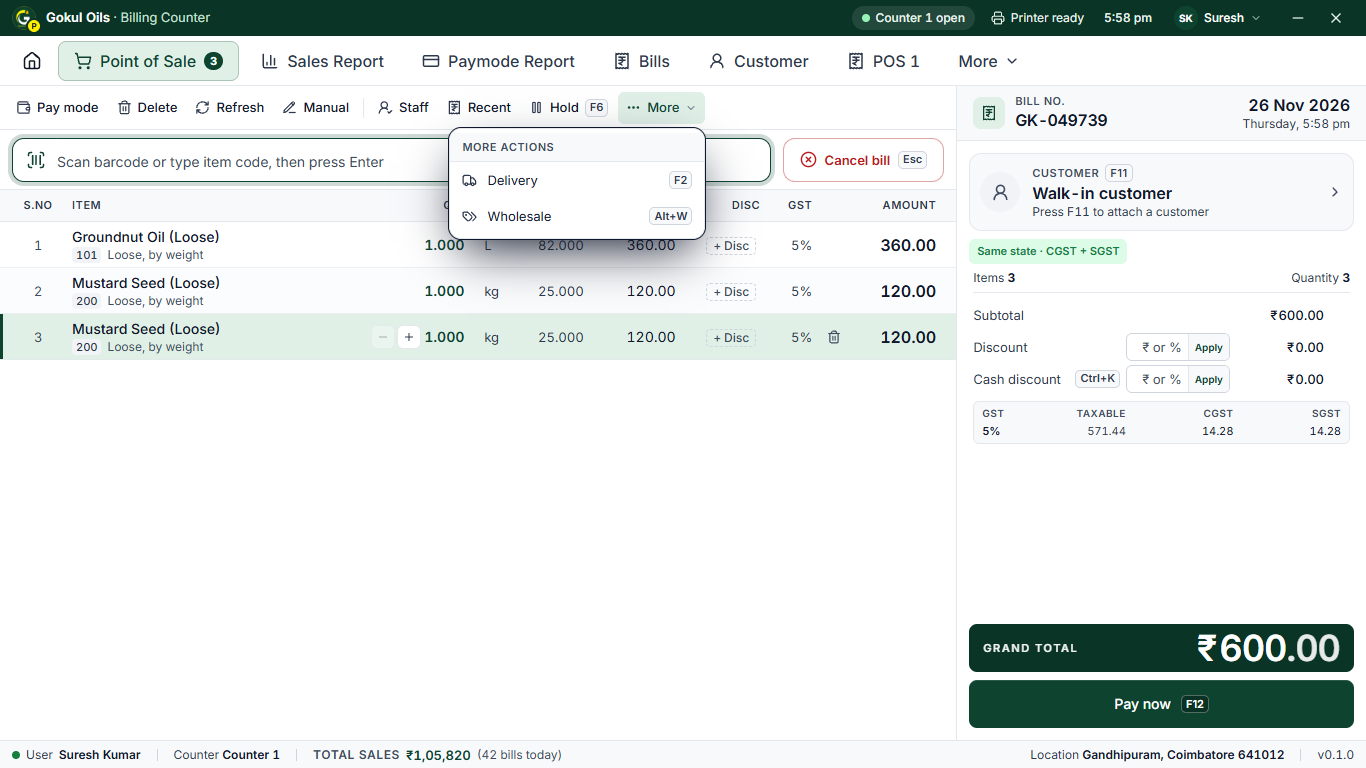 Gokul Oils · Billing Counter
Counter 1 open
Printer ready
5:58 pm
SK Suresh
Point of Sale 3
Sales Report
Paymode Report
Bills
Customer
POS 1
More
Pay mode
Delete
Refresh
Manual
Staff
Recent
Hold F6
More
Scan barcode or type item code, then press Enter
MORE ACTIONS
Delivery F2
Wholesale Alt+W
Cancel bill Esc
S.NO ITEM DISC GST AMOUNT
1 Groundnut Oil (Loose) 1.000 L 82.000 360.00 + Disc 5% 360.00
101 Loose, by weight
2 Mustard Seed (Loose) 1.000 kg 25.000 120.00 + Disc 5% 120.00
200 Loose, by weight
3 Mustard Seed (Loose) − + 1.000 kg 25.000 120.00 + Disc 5% 120.00
200 Loose, by weight
BILL NO.
GK-049739
26 Nov 2026
Thursday, 5:58 pm
CUSTOMER F11
Walk-in customer
Press F11 to attach a customer
Same state · CGST + SGST
Items 3 Quantity 3
Subtotal ₹600.00
Discount ₹ or % Apply ₹0.00
Cash discount Ctrl+K ₹ or % Apply ₹0.00
GST TAXABLE CGST SGST
5% 571.44 14.28 14.28
GRAND TOTAL ₹600.00
Pay now F12
User Suresh Kumar Counter Counter 1 TOTAL SALES ₹1,05,820 (42 bills today) Location Gandhipuram, Coimbatore 641012 v0.1.0